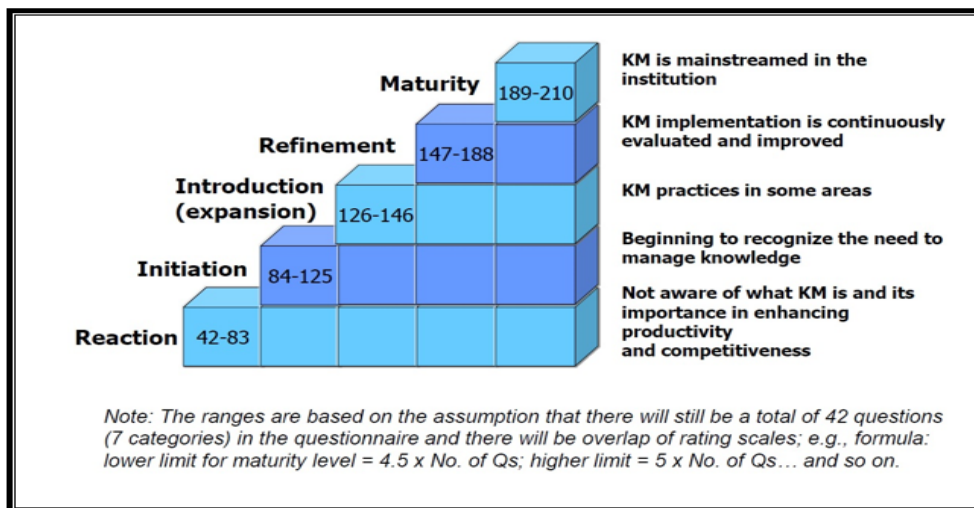 Maturity
189-210
KM is mainstreamed in the
institution
Refinement
147-188
KM implementation is continuously
evaluated and improved
Introduction
(expansion)
126-146
KM practices in some areas
Initiation
84-125
Beginning to recognize the need to
manage knowledge
Reaction
42-83
Not aware of what KM is and its
importance in enhancing
productivity
and competitiveness
Note: The ranges are based on the assumption that there will still be a total of 42 questions
(7 categories) in the questionnaire and there will be overlap of rating scales; e.g., formula:
lower limit for maturity level = 4.5 x No. of Qs; higher limit = 5 x No. of Qs… and so on.